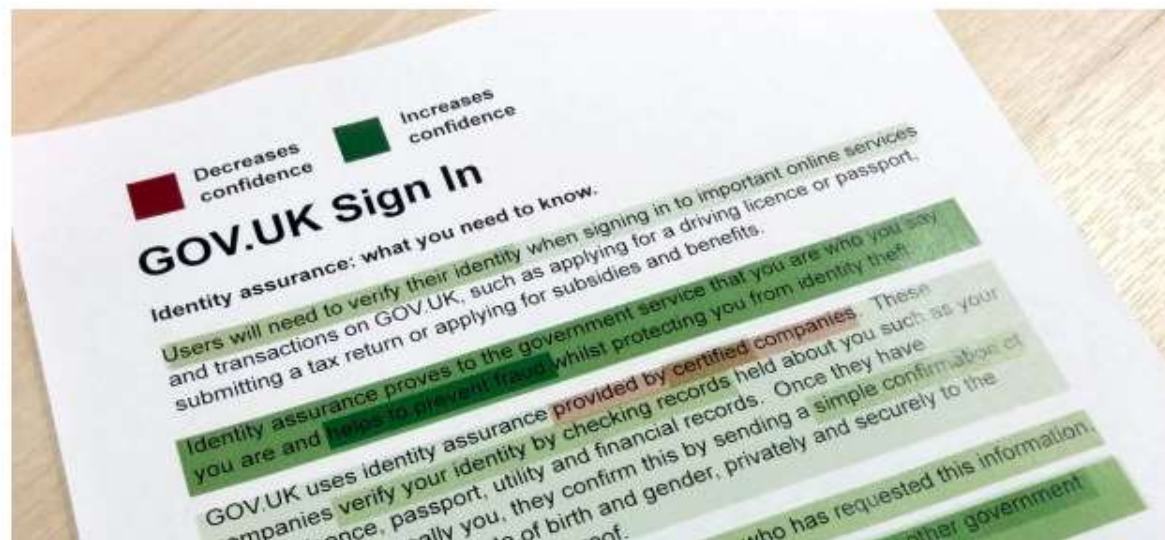 Decreases
confidence
Increases
confidence
GOV.UK Sign In
Identity assurance: what you need to know.
Users will need to verify their identity when signing in to important online services
and transactions on GOV.UK, such as applying for a driving licence or passport,
submitting a tax return or applying for subsidies and benefits.
Identity assurance proves to the government service that you are who you say
you are and helps to prevent fraud whilst protecting you from identity theft.
GOV.UK uses identity assurance provided by certified companies. These
verify your identity by checking records held about you such as your
passport, utility and financial records. Once they have
you, they confirm this by sending a simple confirmation of
of birth and gender, privately and securely to the
who has requested this information.
other government